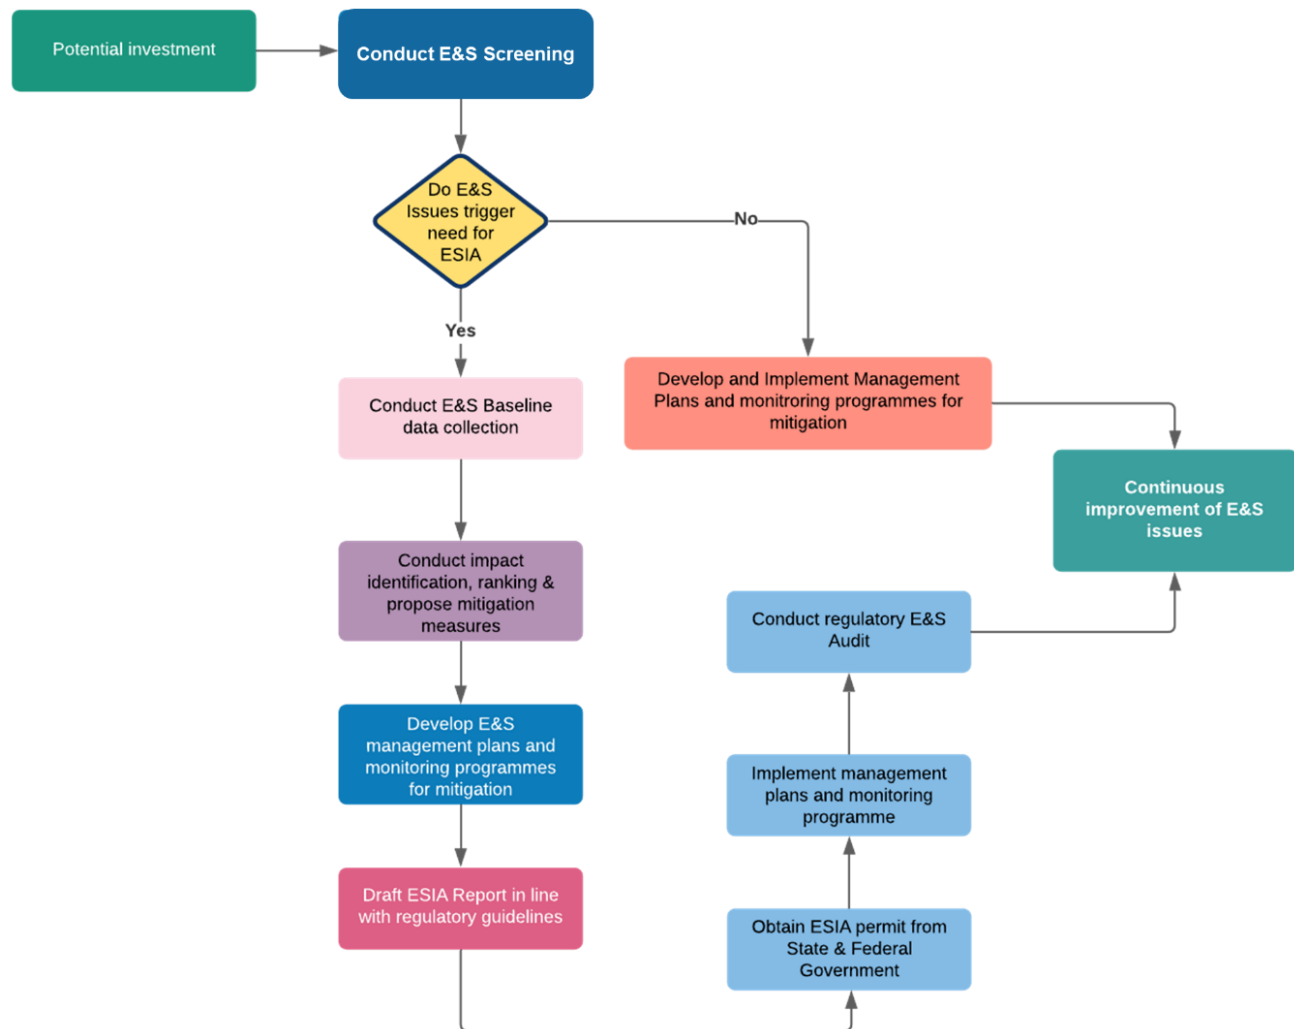 Potential investment
Conduct E&S Screening
Do E&S
Issues trigger
need for
ESIA
No
Yes
Conduct E&S Baseline
data collection
Develop and Implement Management
Plans and monitroring programmes for
mitigation
Continuous
improvement of E&S
issues
Conduct impact
identification, ranking &
propose mitigation
measures
Conduct regulatory E&S
Audit
Develop E&S
management plans and
monitoring programmes
for mitigation
Implement management
plans and monitoring
programme
Draft ESIA Report in line
with regulatory guidelines
Obtain ESIA permit from
State & Federal
Government